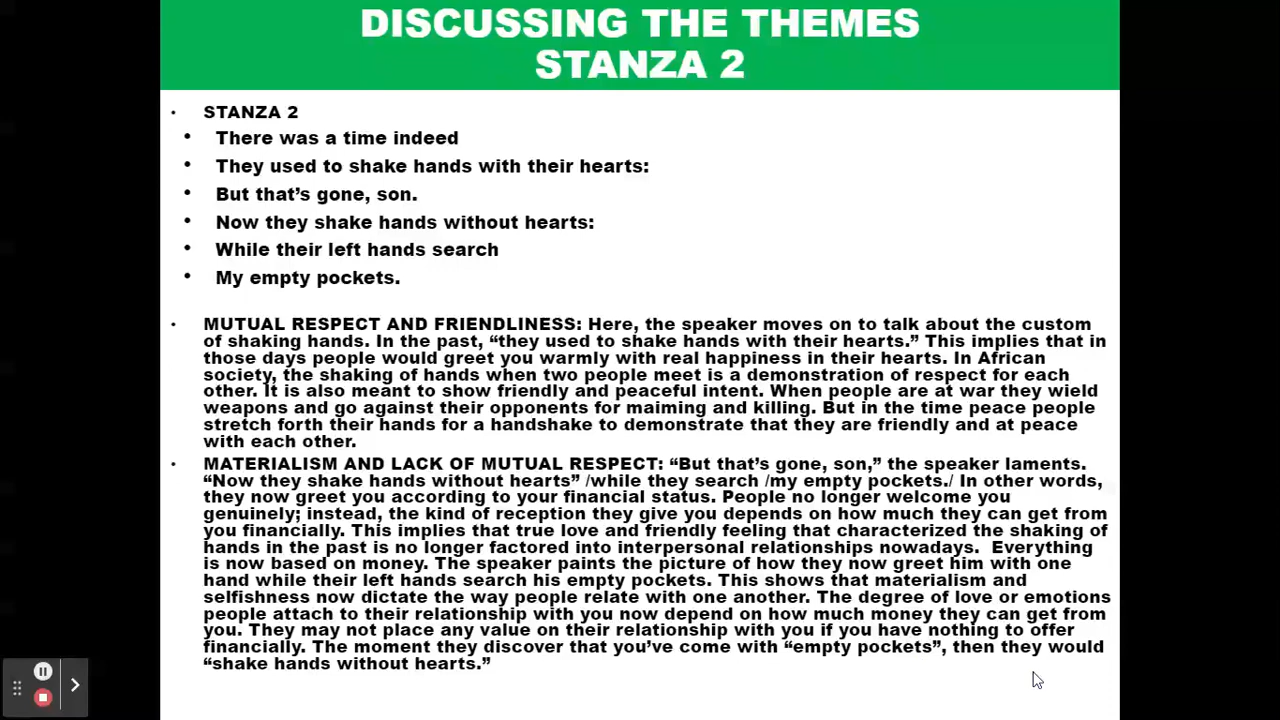 DISCUSSING THE THEMES
STANZA 2
• STANZA 2
• There was a time indeed
• They used to shake hands with their hearts:
• But that’s gone, son.
• Now they shake hands without hearts:
• While their left hands search
• My empty pockets.
• MUTUAL RESPECT AND FRIENDLINESS: Here, the speaker moves on to talk about the custom
of shaking hands. In the past, “they used to shake hands with their hearts.” This implies that in
those days people would greet you warmly with real happiness in their hearts. In African
society, the shaking of hands when two people meet is a demonstration of respect for each
other. It is also meant to show friendly and peaceful intent. When people are at war they wield
weapons and go against their opponents for maiming and killing. But in the time peace people
stretch forth their hands for a handshake to demonstrate that they are friendly and at peace
with each other.
• MATERIALISM AND LACK OF MUTUAL RESPECT: “But that’s gone, son,” the speaker laments.
“Now they shake hands without hearts” /while they search /my empty pockets./ In other words,
they now greet you according to your financial status. People no longer welcome you
genuinely; instead, the kind of reception they give you depends on how much they can get from
you financially. This implies that true love and friendly feeling that characterized the shaking of
hands in the past is no longer factored into interpersonal relationships nowadays.  Everything
is now based on money. The speaker paints the picture of how they now greet him with one
hand while their left hands search his empty pockets. This shows that materialism and
selfishness now dictate the way people relate with one another. The degree of love or emotions
people attach to their relationship with you now depend on how much money they can get from
you. They may not place any value on their relationship with you if you have nothing to offer
financially. The moment they discover that you’ve come with “empty pockets”, then they would
“shake hands without hearts.”